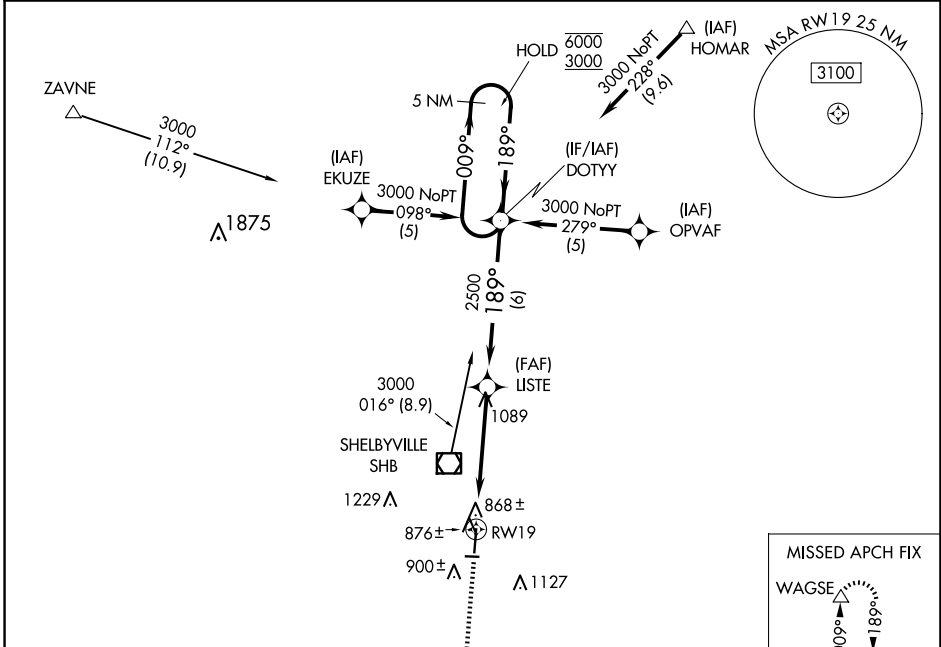 ZAVNE
3000
112°
(10.9)
(IAF)
EKUZE
3000 NoPT
098°
(5)
1875
HOLD
6000
3000
5 NM
009°
189°
(IF/IAF)
DOTYY
3000 NoPT
228°
(9.6)
(IAF)
HOMAR
3000 NoPT
279°
(5)
(IAF)
OPVAF
MSA RW19 25 NM
3100
2500
189°
(6)
(FAF)
LISTE
1089
3000
016° (8.9)
SHELBYVILLE
SHB
1229
868±
876±
RW19
900±
1127
MISSED APCH FIX
WAGSE
009°
189°